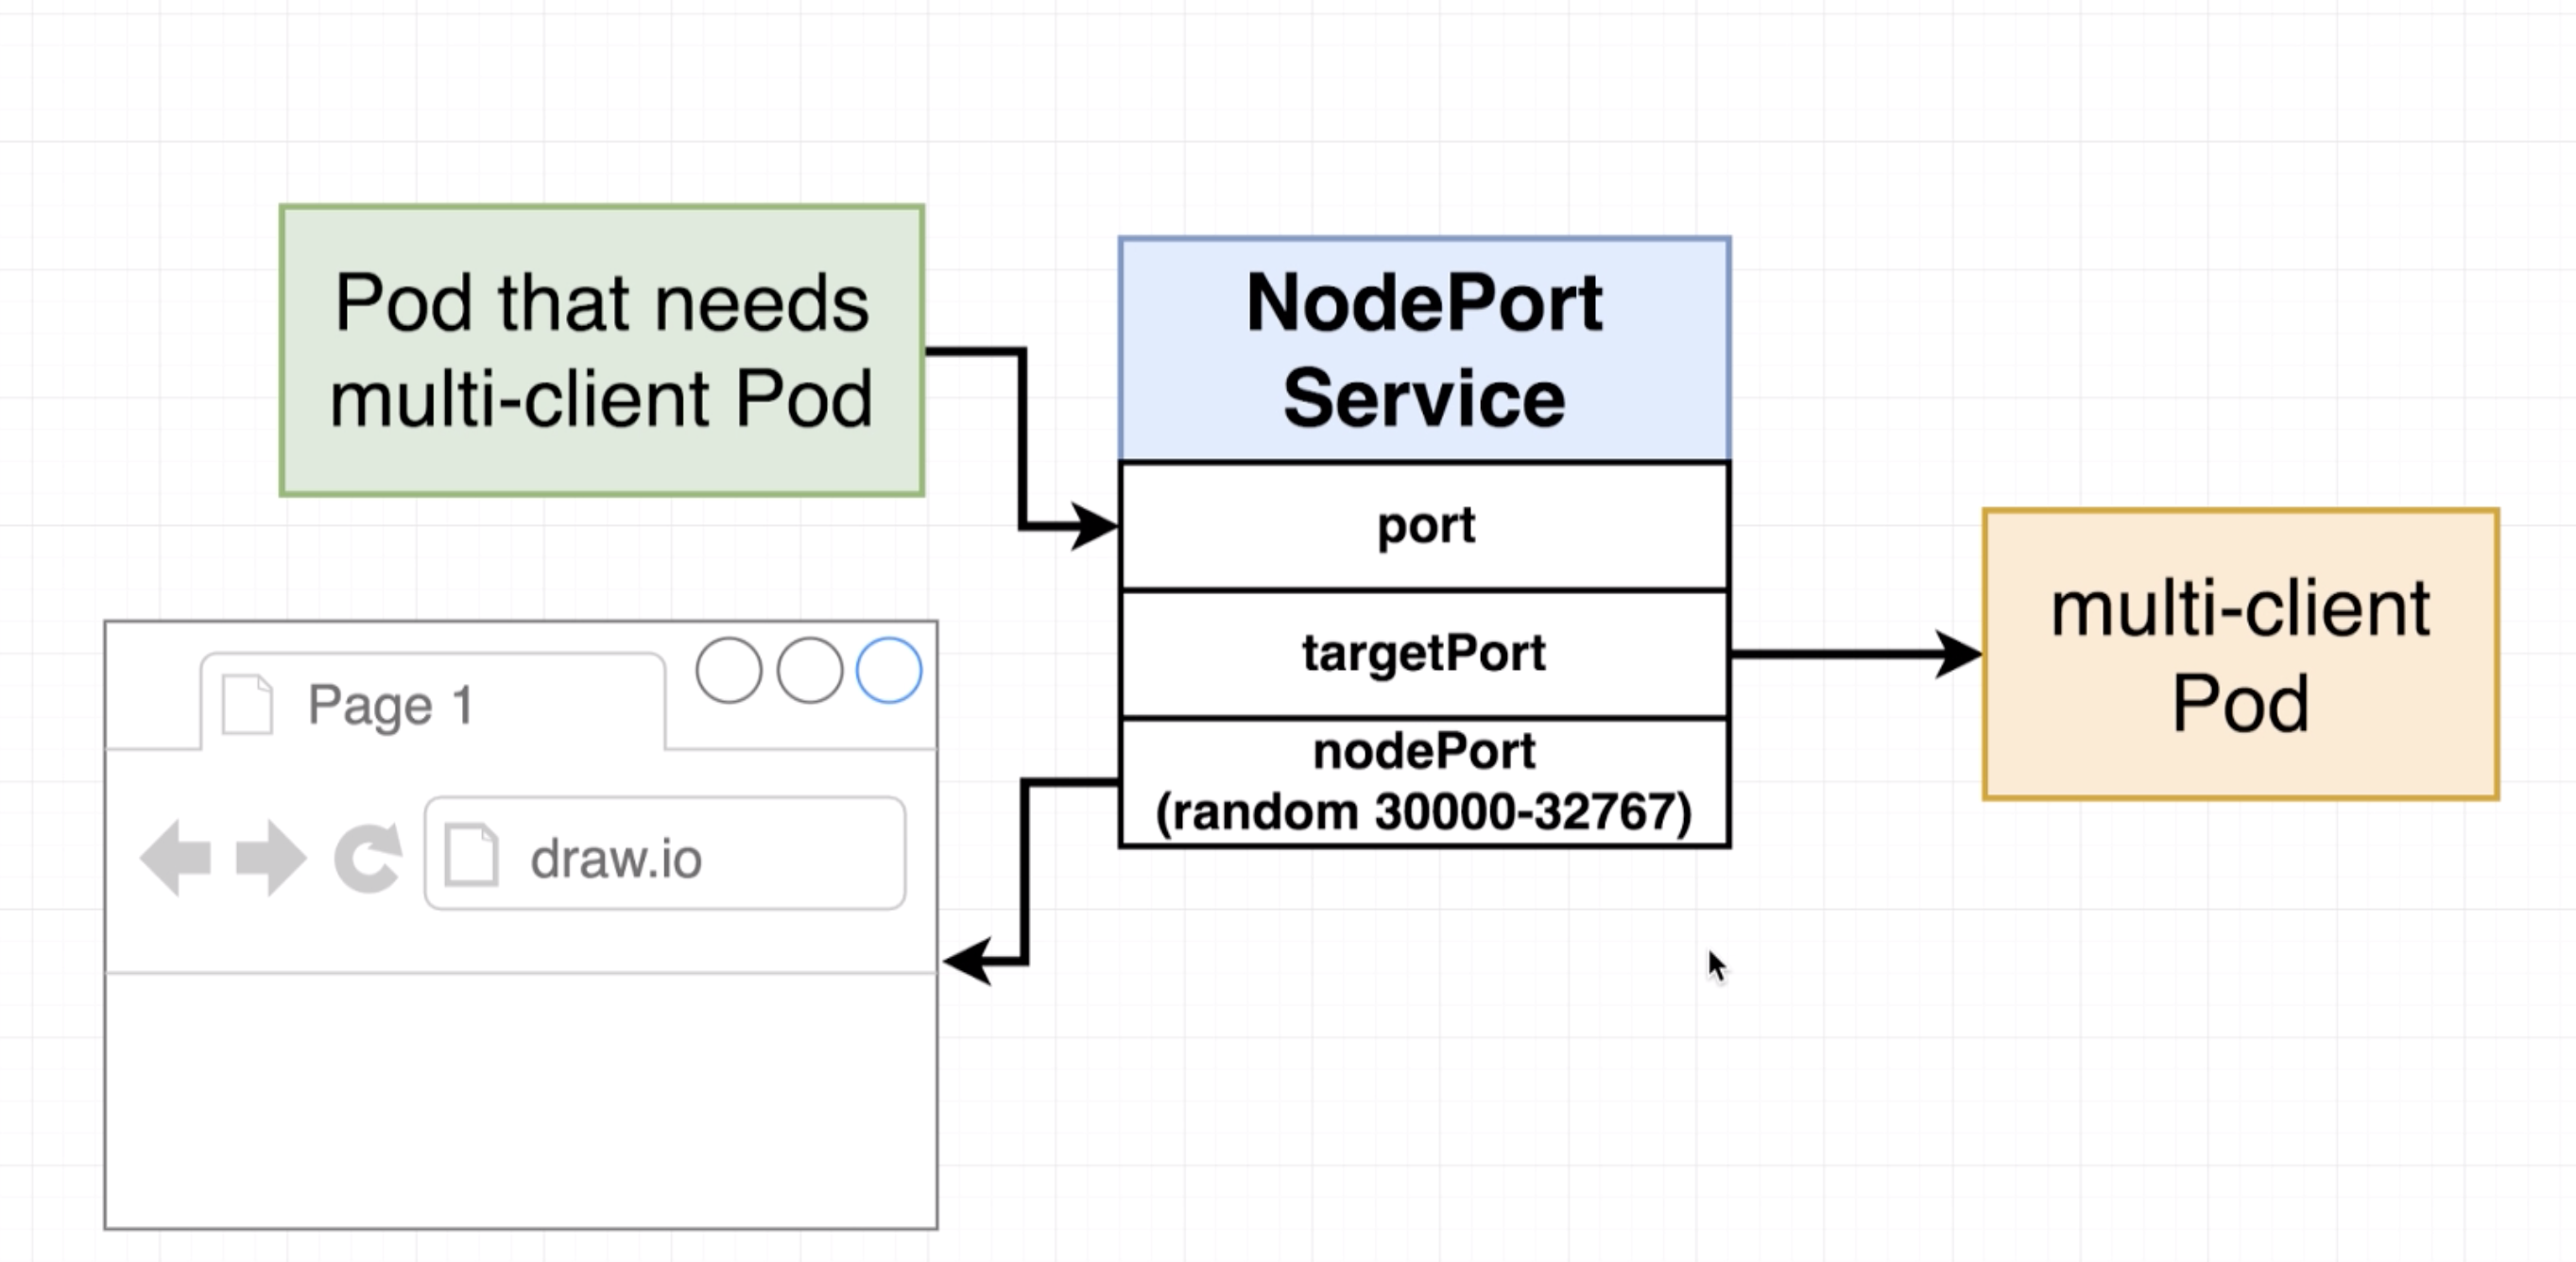 Pod that needs
multi-client Pod
NodePort
Service
port
targetPort
nodePort
(random 30000-32767)
multi-client
Pod
Page 1
draw.io